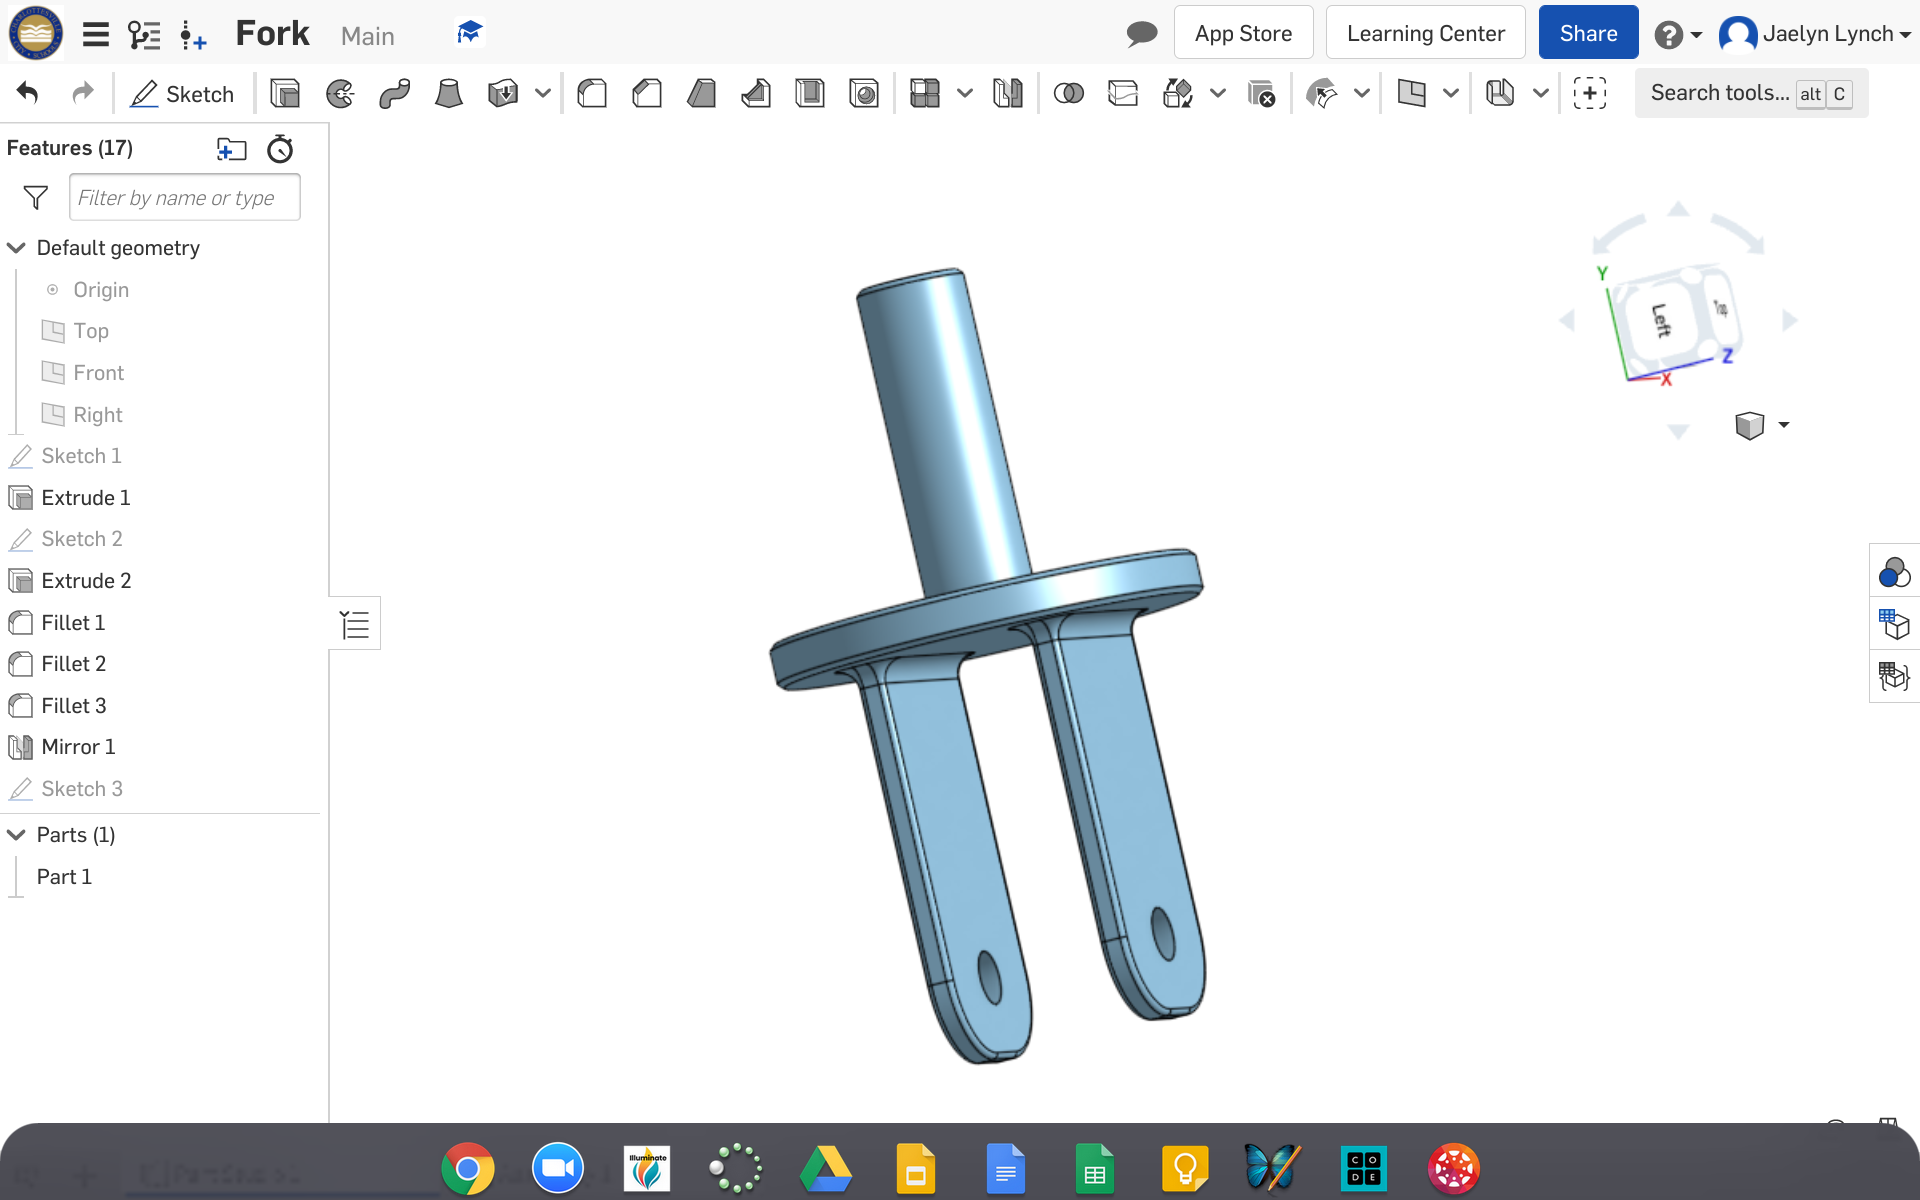 Fork Main
App Store
Learning Center
Share
Jaelyn Lynch
Sketch
Search tools... alt C
Features (17)
Filter by name or type
Default geometry
Origin
Top
Front
Right
Sketch 1
Extrude 1
Sketch 2
Extrude 2
Fillet 1
Fillet 2
Fillet 3
Mirror 1
Sketch 3
Parts (1)
Part 1
Y
Left
Top
Z
X
Illuminate
CO
DE